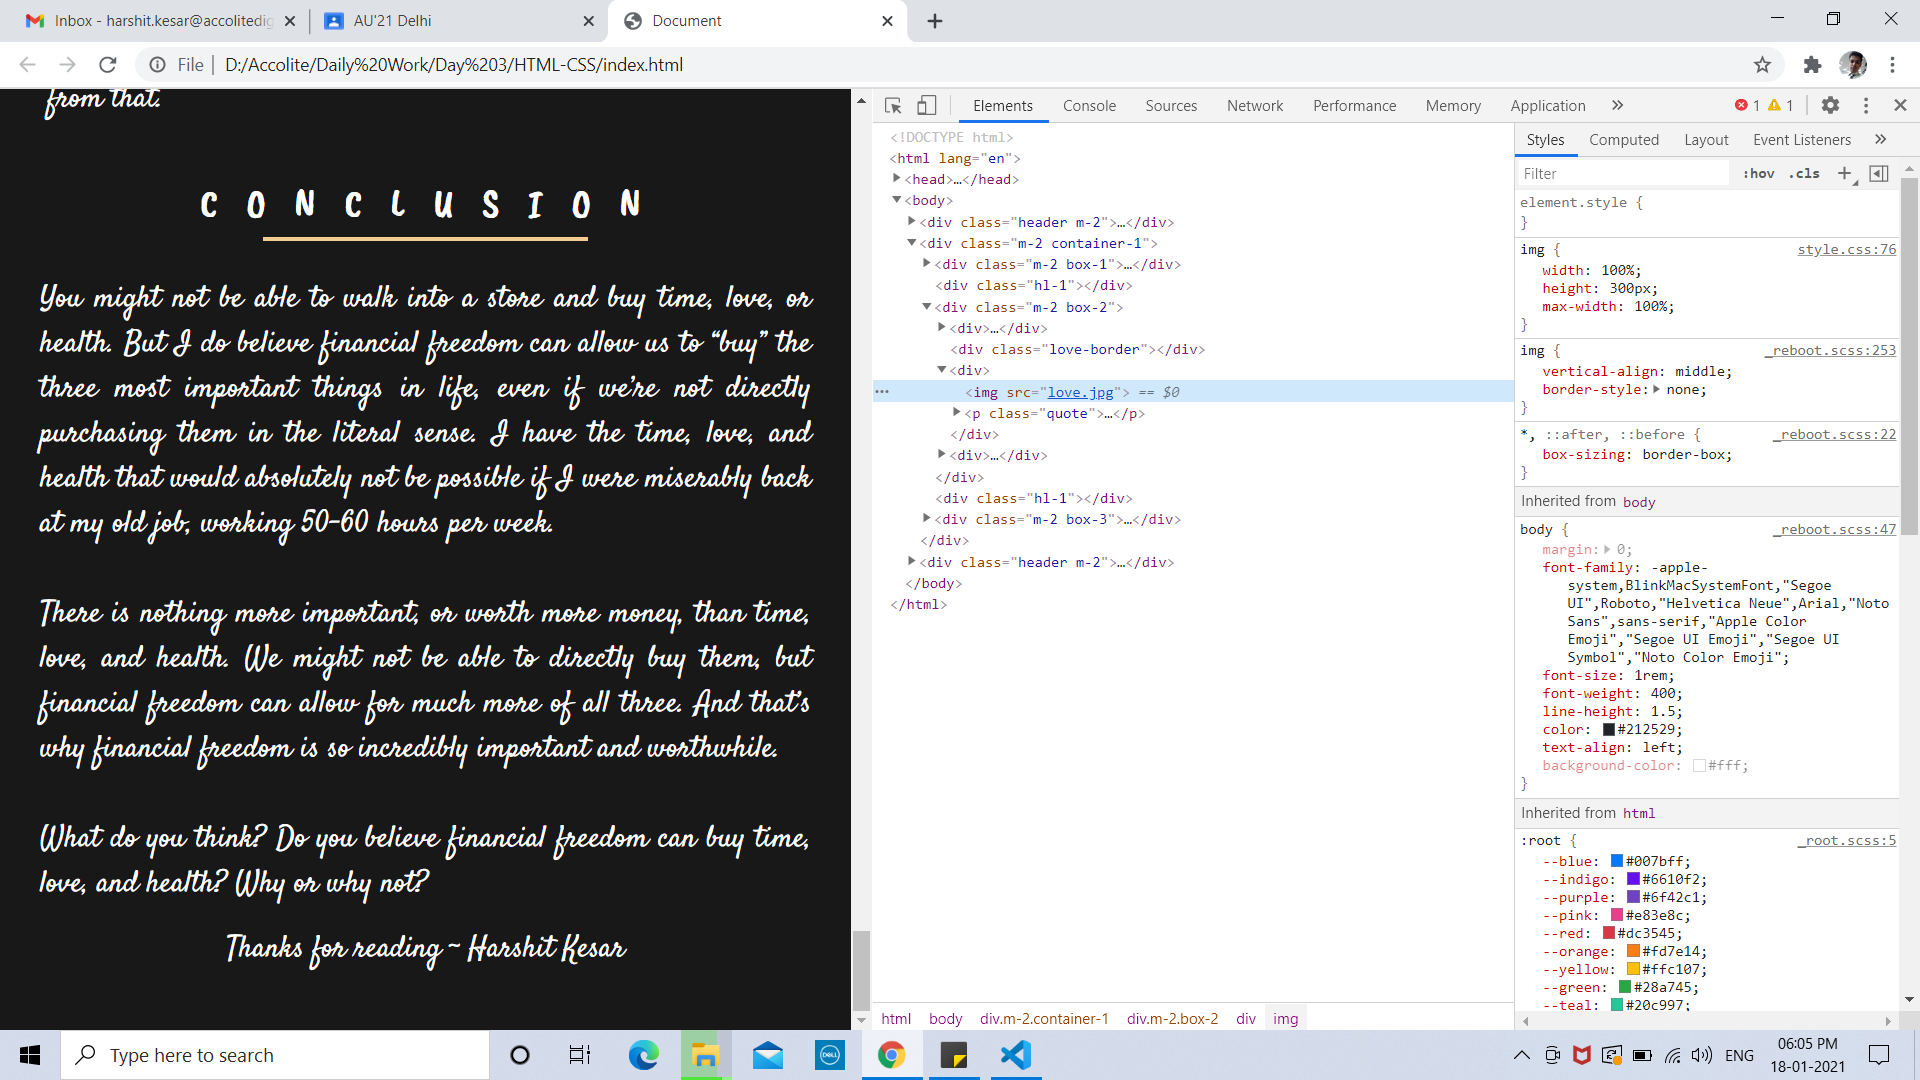 Inbox - harshit.kesar@accolitedig
AU'21 Delhi
Document
File
D:/Accolite/Daily%20Work/Day%203/HTML-CSS/index.html
from that.
CONCLUSION
You might not be able to walk into a store and buy time, love, or
health. But I do believe financial freedom can allow us to “buy” the
three most important things in life, even if we’re not directly
purchasing them in the literal sense. I have the time, love, and
health that would absolutely not be possible if I were miserably back
at my old job, working 50-60 hours per week.
There is nothing more important, or worth more money, than time,
love, and health. We might not be able to directly buy them, but
financial freedom can allow for much more of all three. And that’s
why financial freedom is so incredibly important and worthwhile.
What do you think? Do you believe financial freedom can buy time,
love, and health? Why or why not?
Thanks for reading ~ Harshit Kesar
Elements Console Sources Network Performance Memory Application » 1 1
<!DOCTYPE html>
<html lang="en">
<head>…</head>
<body>
<div class="header m-2">…</div>
<div class="m-2 container-1">
<div class="m-2 box-1">…</div>
<div class="hl-1"></div>
<div class="m-2 box-2">
<div>…</div>
<div class="love-border"></div>
<div>
<img src="love.jpg"> == $0
<p class="quote">…</p>
</div>
<div>…</div>
</div>
<div class="hl-1"></div>
<div class="m-2 box-3">…</div>
</div>
<div class="header m-2">…</div>
</body>
</html>
html body div.m-2.container-1 div.m-2.box-2 div img
Styles Computed Layout Event Listeners »
Filter :hov .cls +
element.style {
}
img { style.css:76
width: 100%;
height: 300px;
max-width: 100%;
}
img { _reboot.scss:253
vertical-align: middle;
border-style: none;
}
*, ::after, ::before { _reboot.scss:22
box-sizing: border-box;
}
Inherited from body
body { _reboot.scss:47
margin: 0;
font-family: -apple-
system,BlinkMacSystemFont,"Segoe
UI",Roboto,"Helvetica Neue",Arial,"Noto
Sans",sans-serif,"Apple Color
Emoji","Segoe UI Emoji","Segoe UI
Symbol","Noto Color Emoji";
font-size: 1rem;
font-weight: 400;
line-height: 1.5;
color: #212529;
text-align: left;
background-color: #fff;
}
Inherited from html
:root { _root.scss:5
--blue: #007bff;
--indigo: #6610f2;
--purple: #6f42c1;
--pink: #e83e8c;
--red: #dc3545;
--orange: #fd7e14;
--yellow: #ffc107;
--green: #28a745;
--teal: #20c997;
Type here to search
DELL
ENG
06:05 PM
18-01-2021